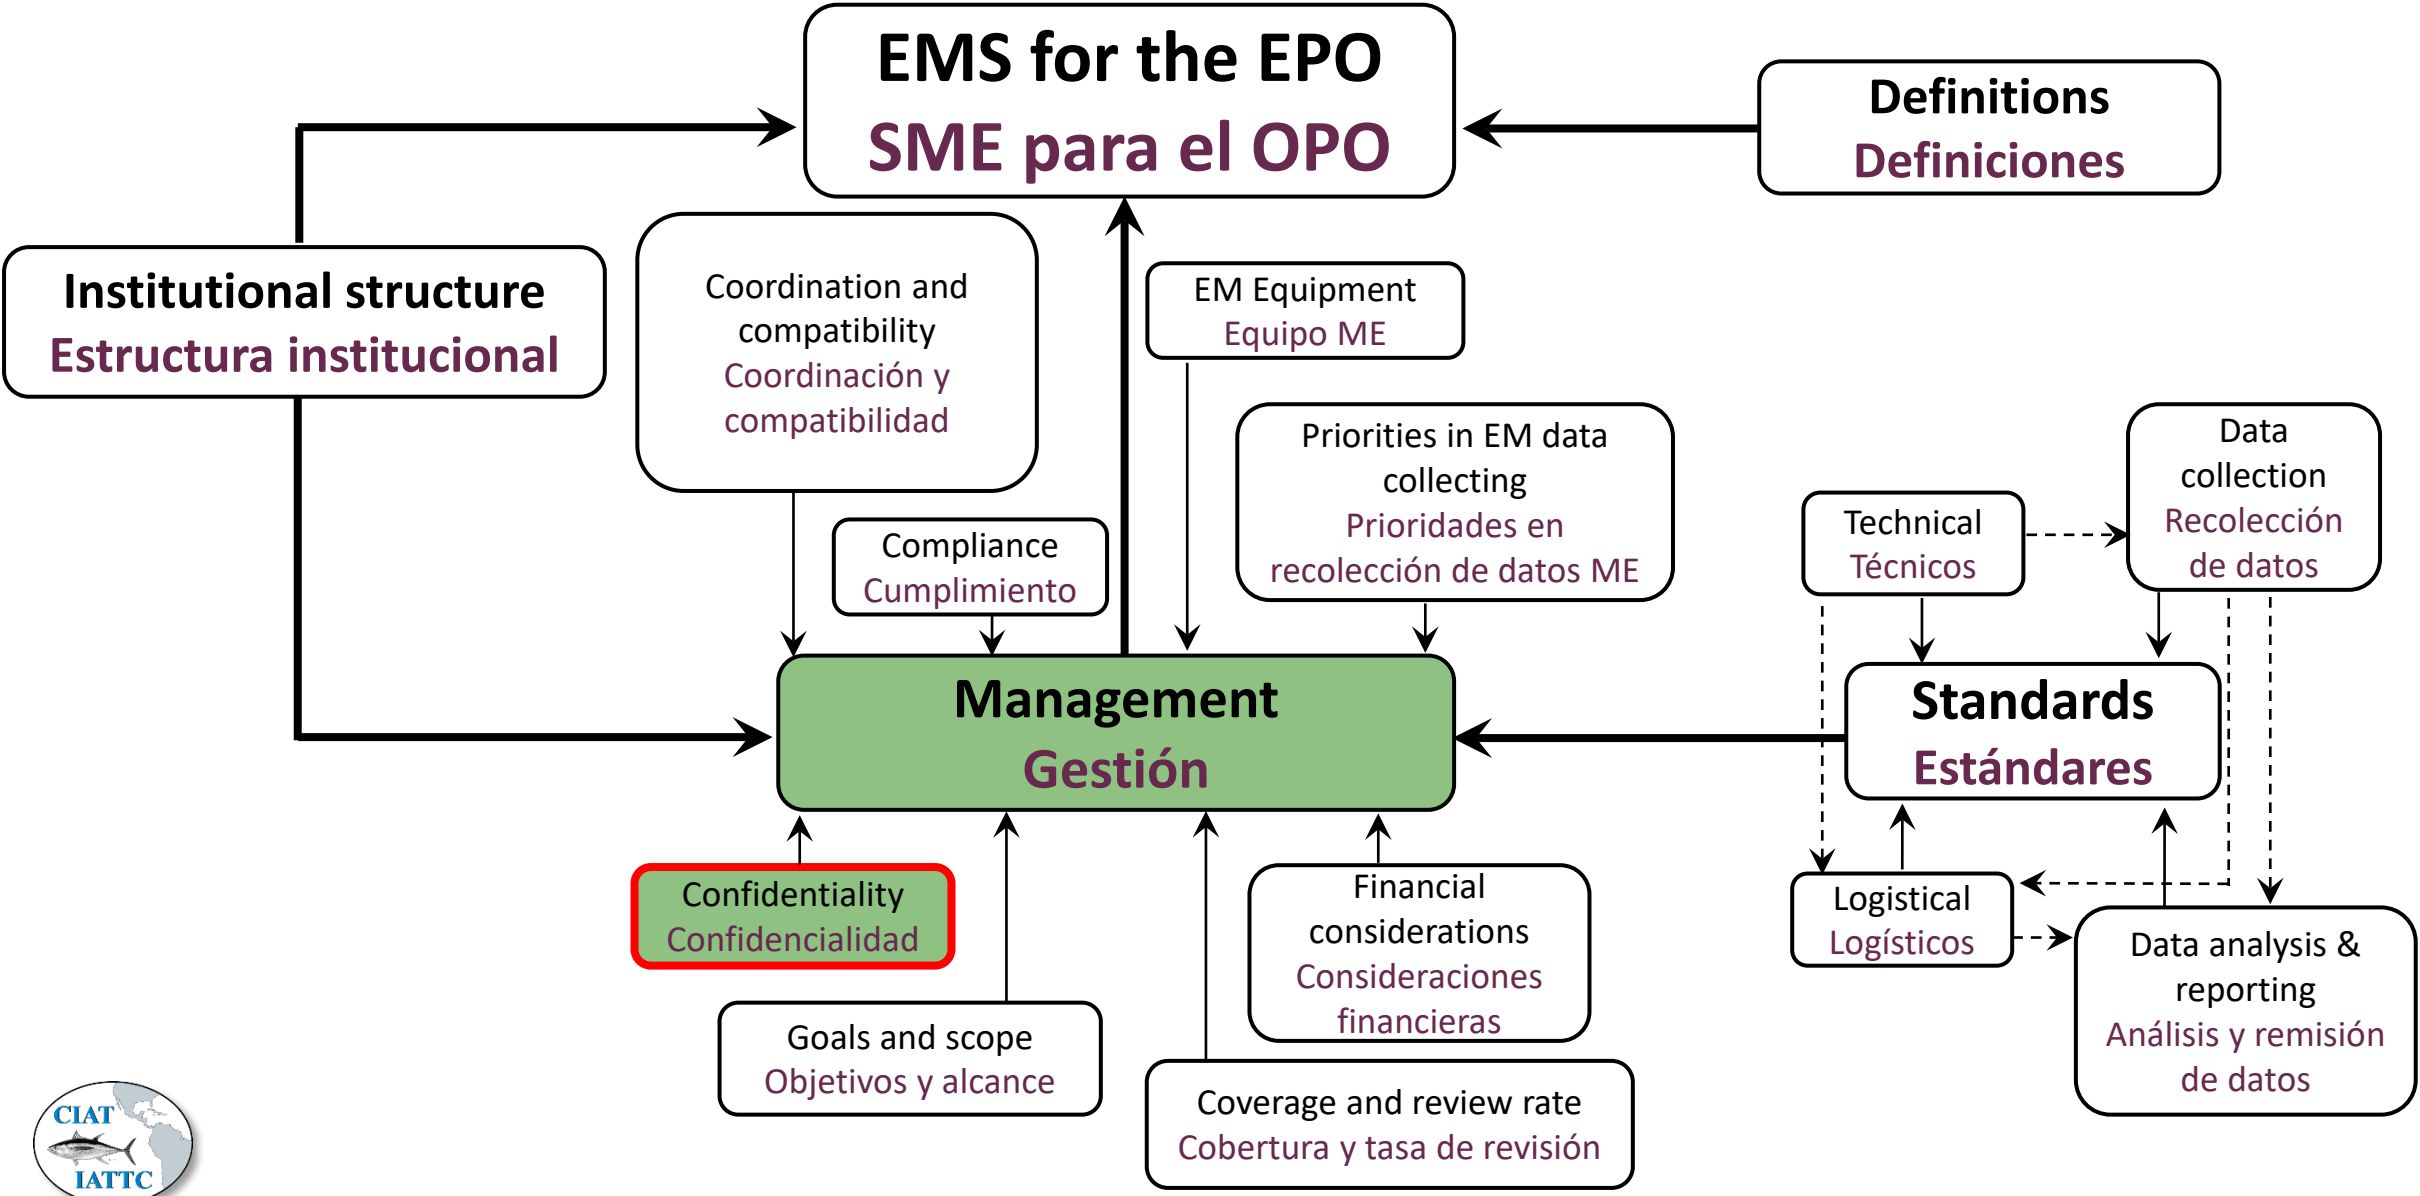 EMS for the EPO
SME para el OPO
Definitions
Definiciones
Institutional structure
Estructura institucional
Coordination and
compatibility
Coordinación y
compatibilidad
EM Equipment
Equipo ME
Priorities in EM data
collecting
Prioridades en
recolección de datos ME
Compliance
Cumplimiento
Technical
Técnicos
Data
collection
Recolección
de datos
Management
Gestión
Standards
Estándares
Confidentiality
Confidencialidad
Goals and scope
Objetivos y alcance
Financial
considerations
Consideraciones
financieras
Coverage and review rate
Cobertura y tasa de revisión
Logistical
Logísticos
Data analysis &
reporting
Análisis y remisión
de datos
CIAT
IATTC